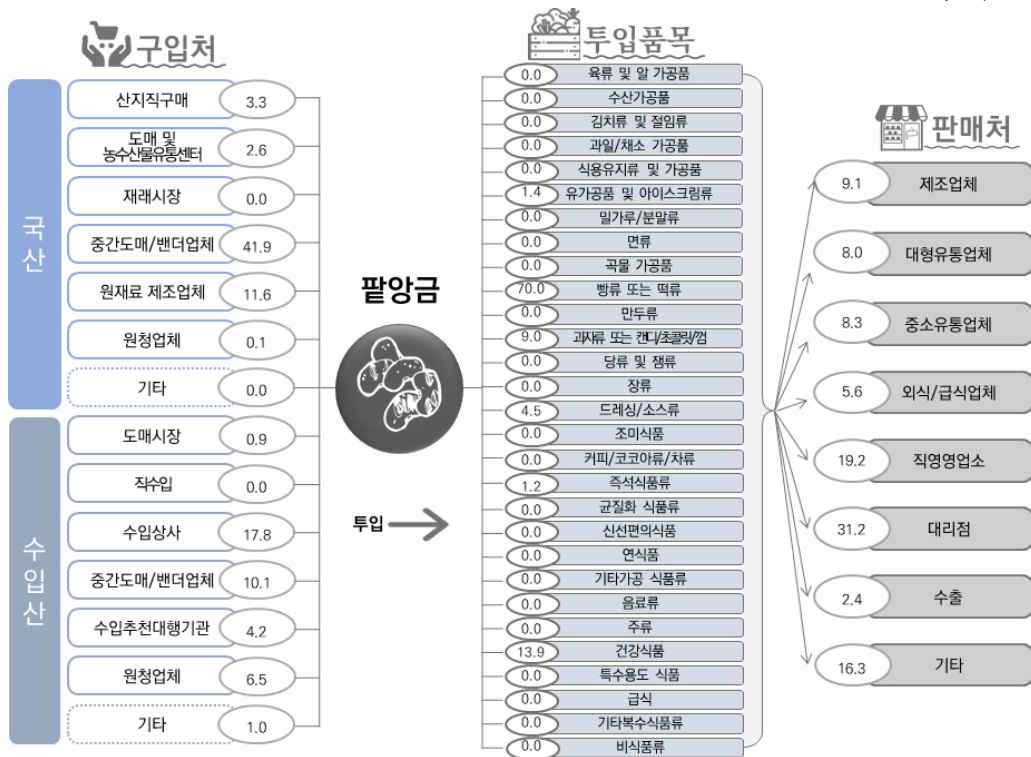 구입처
국산
산지직구매 3.3
도매 및
농수산물유통센터 2.6
재래시장 0.0
중간도매/밴더업체 41.9
원재료 제조업체 11.6
원청업체 0.1
기타 0.0
수입산
도매시장 0.9
직수입 0.0
수입상사 17.8
중간도매/밴더업체 10.1
수입추천대행기관 4.2
원청업체 6.5
기타 1.0
팥앙금
투입
투입품목
0.0 육류 및 알 가공품
0.0 수산가공품
0.0 김치류 및 절임류
0.0 과일/채소 가공품
0.0 식용유지류 및 가공품
1.4 유가공품 및 아이스크림류
0.0 밀가루/분말류
0.0 면류
0.0 곡물 가공품
70.0 빵류 또는 떡류
0.0 만두류
9.0 과자류 또는 캔디/초콜릿/껌
0.0 당류 및 잼류
0.0 장류
4.5 드레싱/소스류
0.0 조미식품
0.0 커피/코코아류/차류
1.2 즉석식품류
0.0 균질화 식품류
0.0 신선편의식품
0.0 연식품
0.0 기타가공 식품류
0.0 음료류
0.0 주류
13.9 건강식품
0.0 특수용도 식품
0.0 급식
0.0 기타복수식품류
0.0 비식품류
판매처
9.1 제조업체
8.0 대형유통업체
8.3 중소유통업체
5.6 외식/급식업체
19.2 직영영업소
31.2 대리점
2.4 수출
16.3 기타